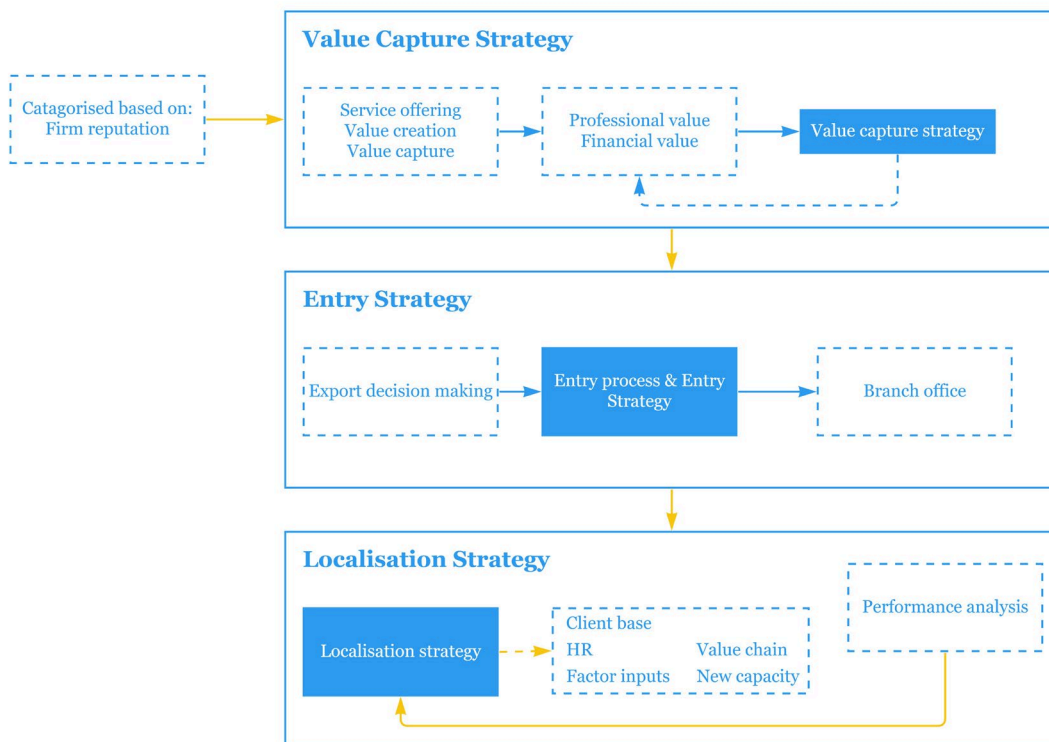 Value Capture Strategy
Catagorised based on:
Firm reputation
Service offering
Value creation
Value capture
Professional value
Financial value
Value capture strategy
Entry Strategy
Export decision making
Entry process & Entry
Strategy
Branch office
Localisation Strategy
Localisation strategy
Client base
HR
Value chain
Factor inputs
New capacity
Performance analysis